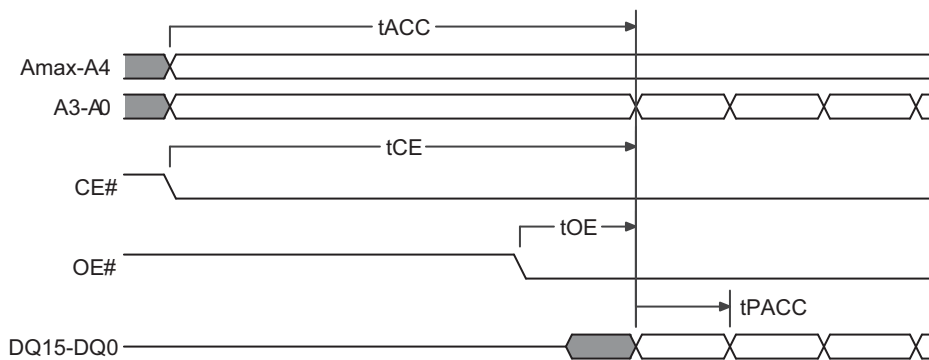 tACC
Amax-A4
A3-A0
tCE
CE#
tOE
OE#
tPACC
DQ15-DQ0